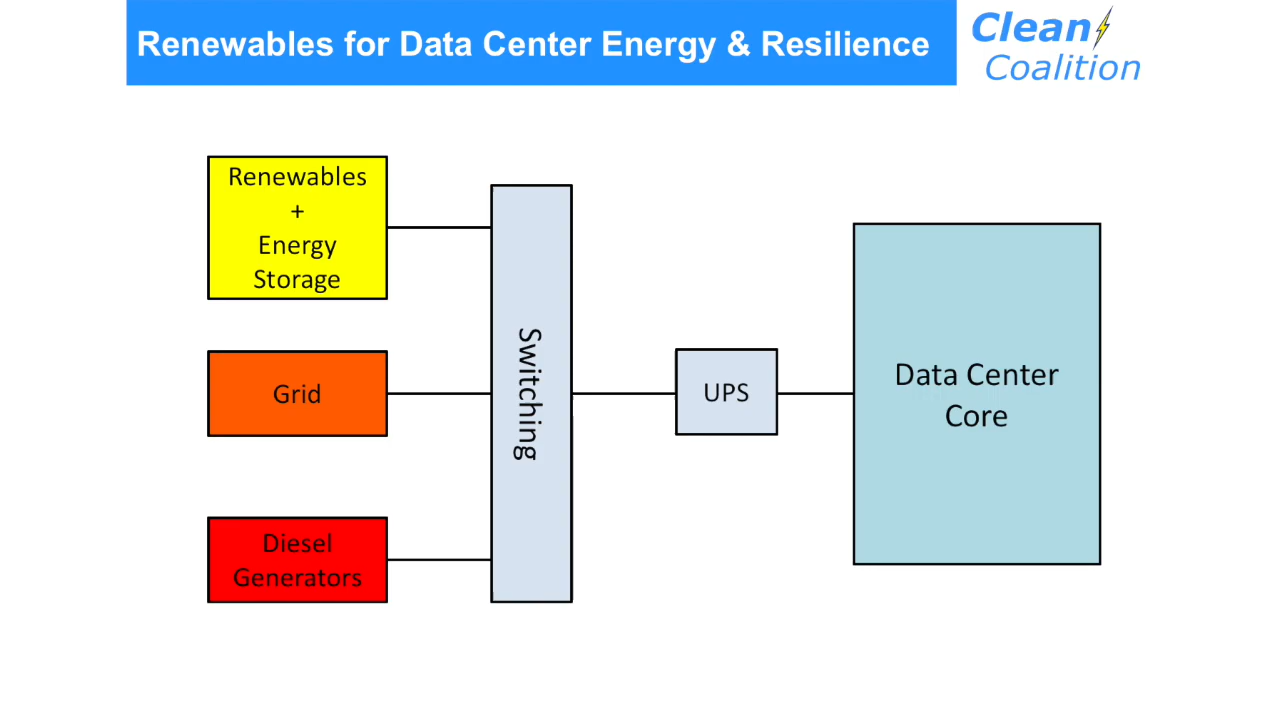 Renewables for Data Center Energy & Resilience
Clean
Coalition
Renewables
+
Energy
Storage
Grid
Diesel
Generators
Switching
UPS
Data Center
Core